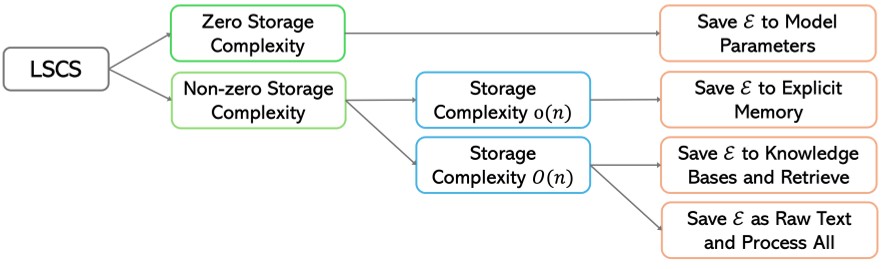 LSCS
Zero Storage
Complexity
Non-zero Storage
Complexity
Storage
Complexity o(n)
Storage
Complexity O(n)
Save ℰ to Model
Parameters
Save ℰ to Explicit
Memory
Save ℰ to Knowledge
Bases and Retrieve
Save ℰ as Raw Text
and Process All